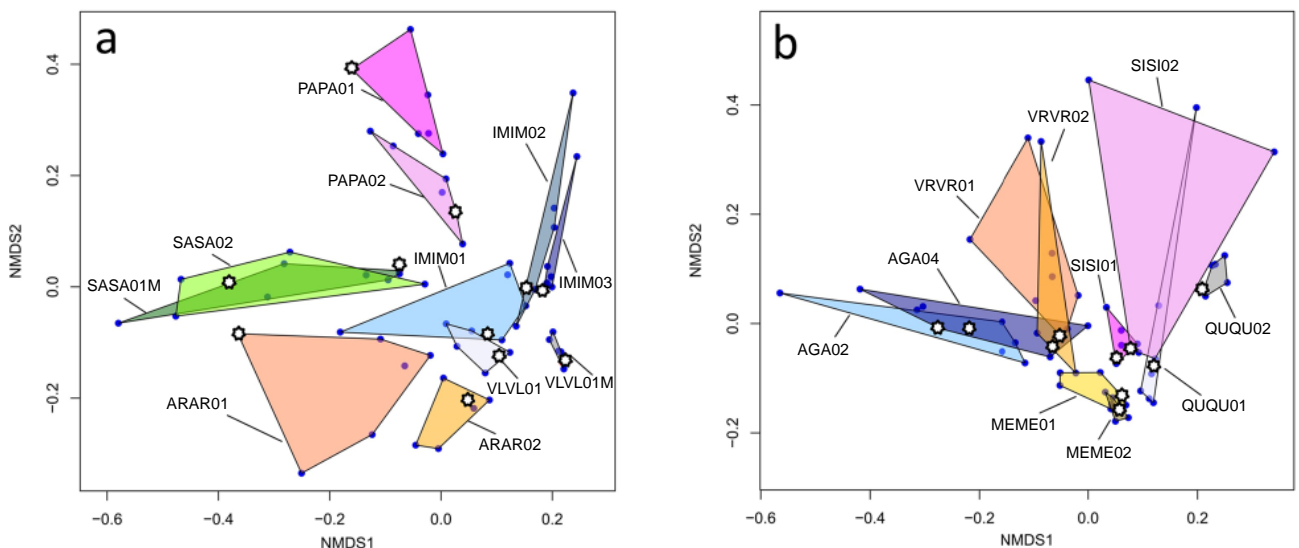 a
0.4
0.2
0.0
−0.2
NMDS2
PAPA01
PAPA02
IMIM02
SASA02
SASA01M
IMIM01
IMIM03
VLVL01
VLVL01M
ARAR01
ARAR02
−0.6 −0.4 −0.2 0.0 0.2
NMDS1
b
0.4
0.2
0.0
−0.2
NMDS2
SISI02
VRVR02
VRVR01
AGA04
SISI01
AGA02
QUQU02
QUQU01
MEME01
MEME02
−0.6 −0.4 −0.2 0.0 0.2
NMDS1